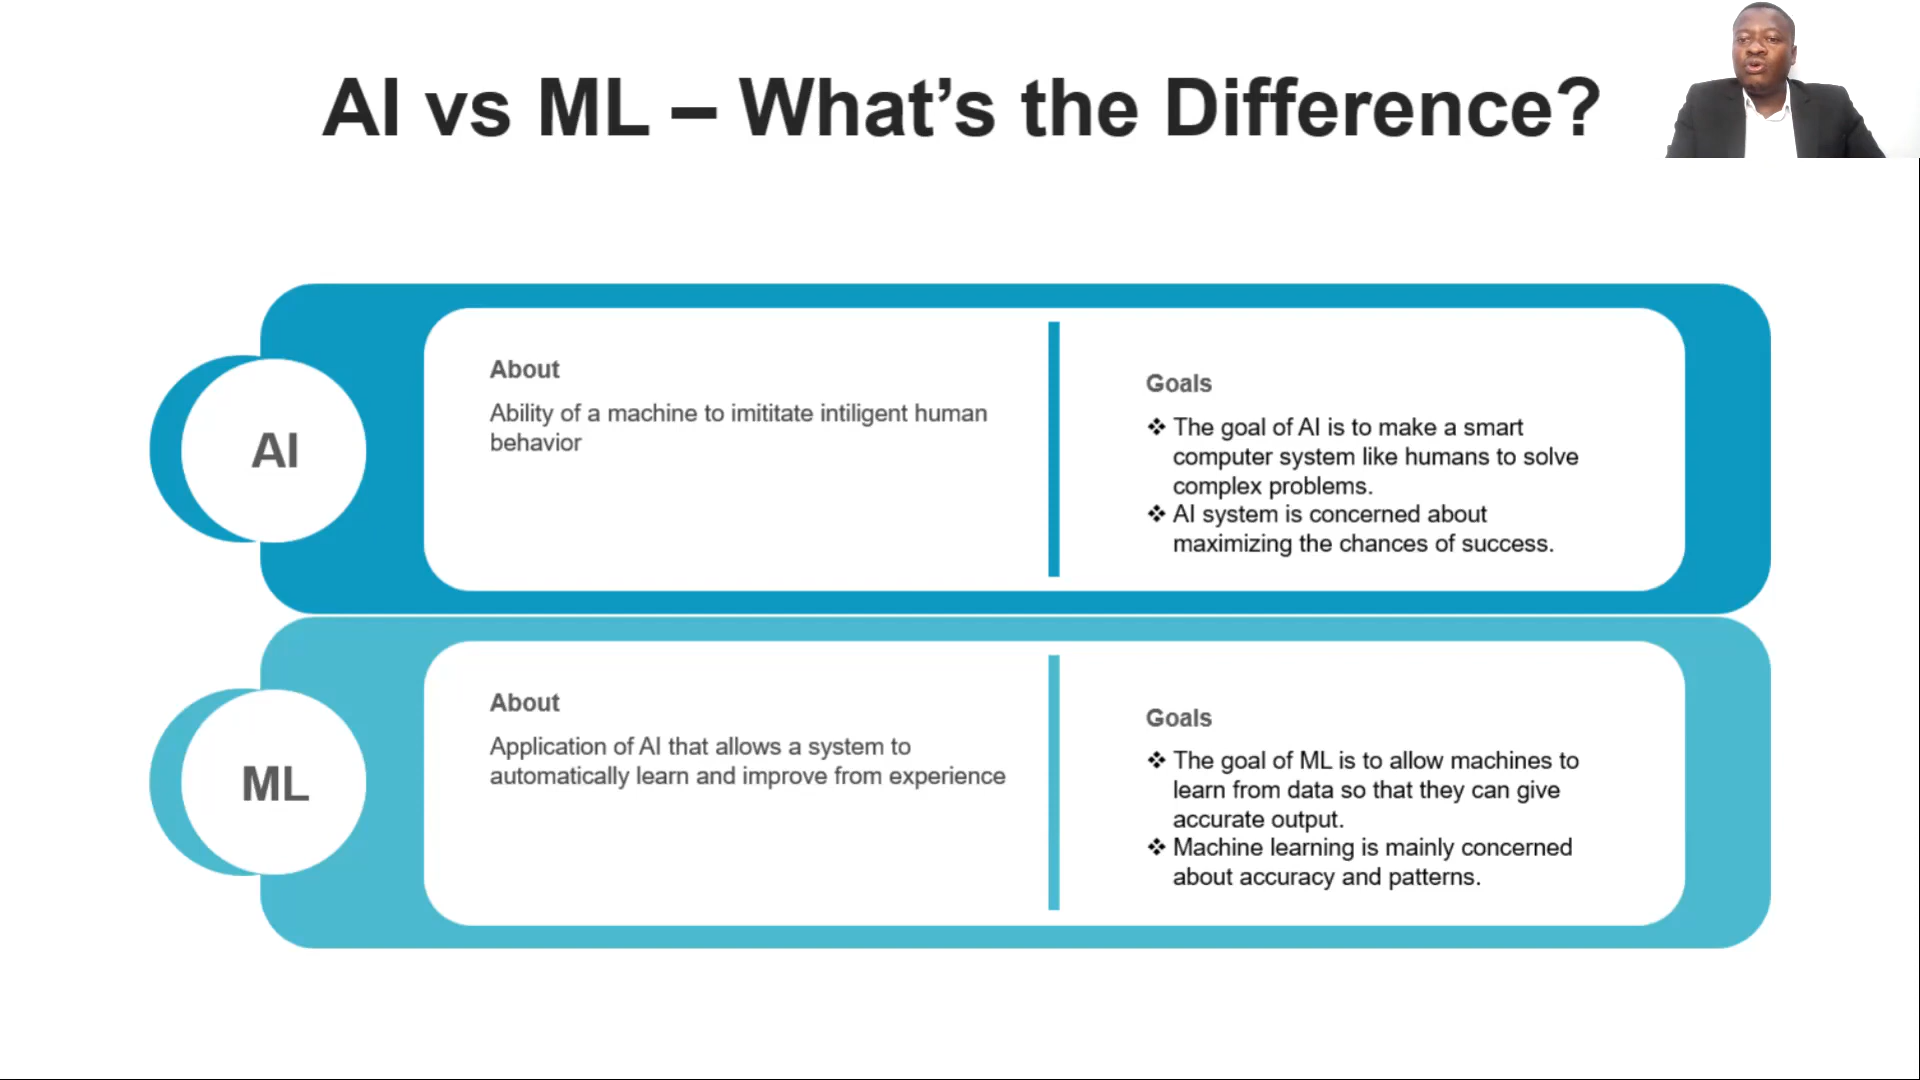 AI vs ML – What’s the Difference?
AI
About
Ability of a machine to imititate intiligent human
behavior
Goals
❖ The goal of AI is to make a smart
computer system like humans to solve
complex problems.
❖ AI system is concerned about
maximizing the chances of success.
ML
About
Application of AI that allows a system to
automatically learn and improve from experience
Goals
❖ The goal of ML is to allow machines to
learn from data so that they can give
accurate output.
❖ Machine learning is mainly concerned
about accuracy and patterns.